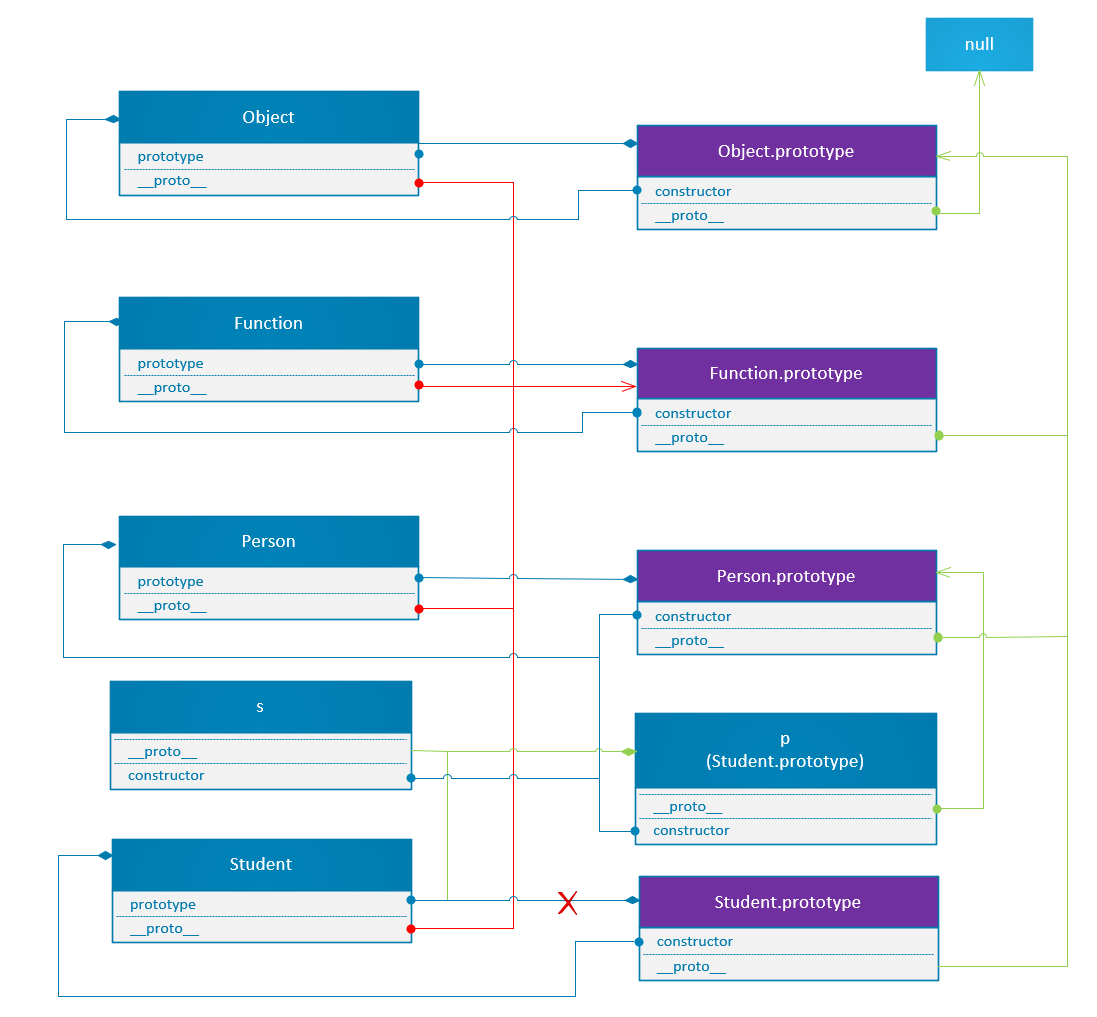 null
Object
prototype
__proto__
Object.prototype
constructor
__proto__
Function
prototype
__proto__
Function.prototype
constructor
__proto__
Person
prototype
__proto__
Person.prototype
constructor
__proto__
s
__proto__
constructor
p
(Student.prototype)
__proto__
constructor
Student
prototype
__proto__
X
Student.prototype
constructor
__proto__